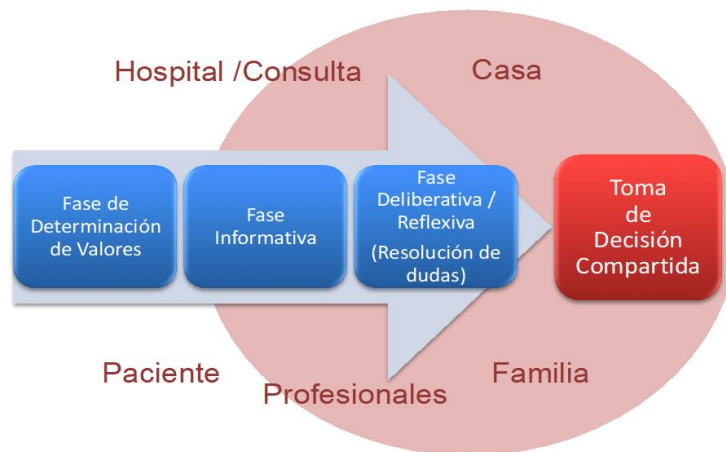 Hospital /Consulta
Casa
Fase de
Determinación
de Valores
Fase
Informativa
Fase
Deliberativa /
Reflexiva
(Resolución de
dudas)
Toma
de
Decisión
Compartida
Paciente
Profesionales
Familia